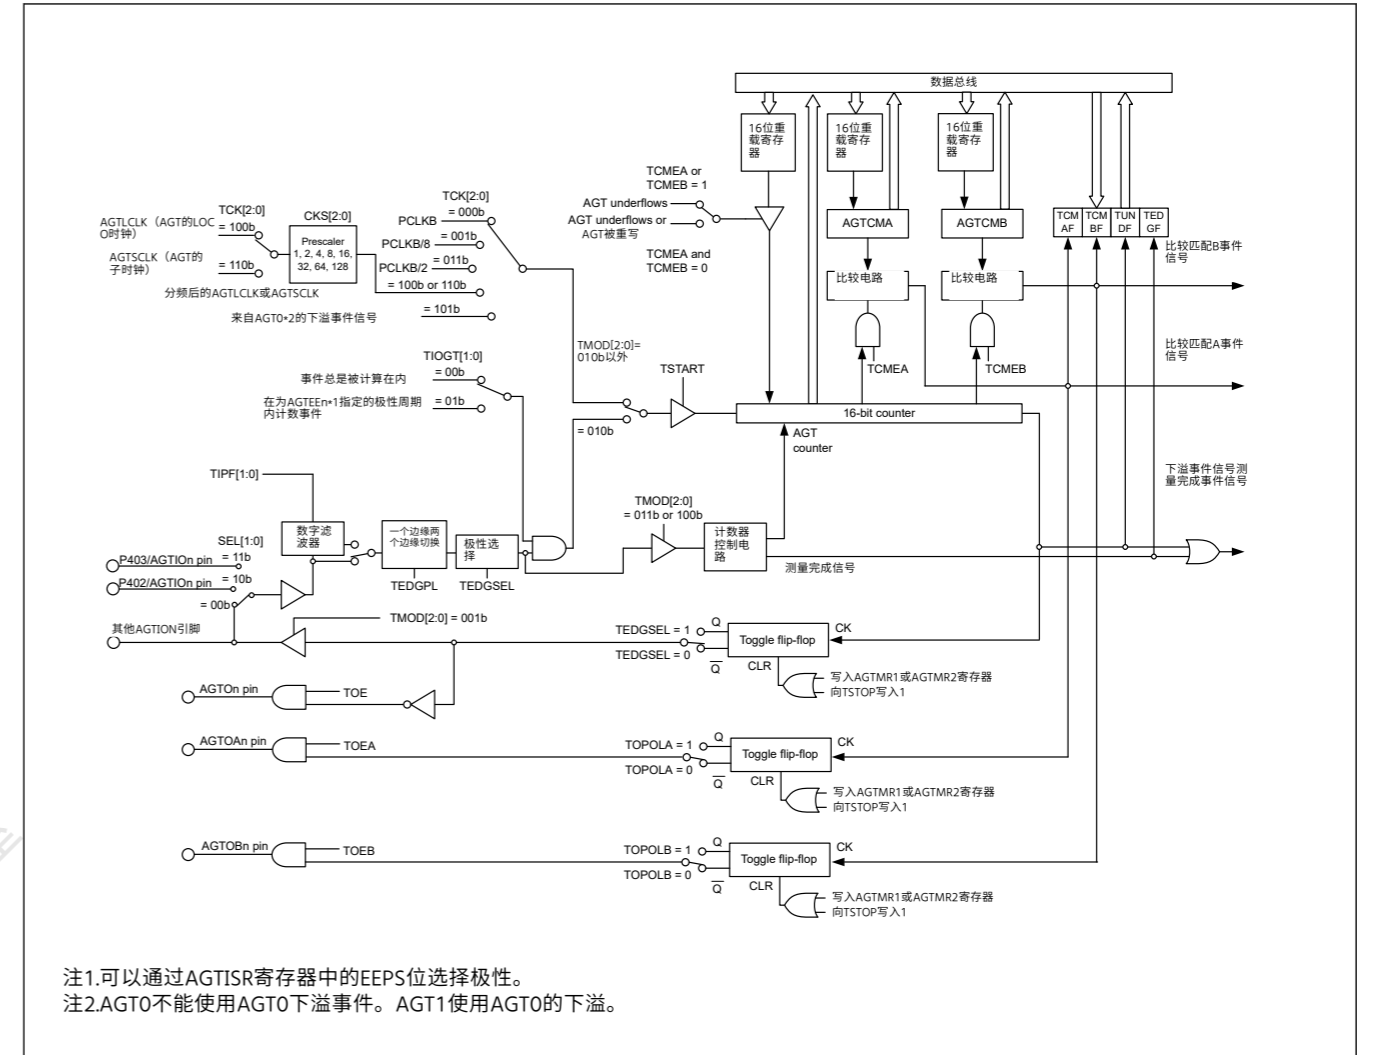 数据总线
16位重
载寄存
器
16位重
载寄存
器
16位重
载寄存
器
TCMEA or
TCMEB = 1
AGT underflows
AGT underflows or
AGT被重写
TCMEA and
TCMEB = 0
AGTCMA
AGTCMB
TCM
AF
TCM
BF
TUN
DF
TED
GF
比较电路
比较电路
TCMEA
TCMEB
比较匹配B事件
信号
比较匹配A事件
信号
下溢事件信号测
量完成事件信号
TCK[2:0]
AGTLCLK（AGT的LOC
O时钟）
= 100b
AGTSCLK（AGT的
子时钟）
= 110b
CKS[2:0]
Prescaler
1, 2, 4, 8, 16,
32, 64, 128
TCK[2:0]
PCLKB
= 000b
PCLKB/8
= 001b
PCLKB/2
= 011b
= 100b or 110b
分频后的AGTLCLK或AGTSCLK
来自AGT0*2的下溢事件信号
= 101b
TMOD[2:0]=
010b以外
TIOGT[1:0]
事件总是被计算在内
= 00b
在为AGTEEn*1指定的极性周期
内计数事件
= 01b
= 010b
TSTART
16-bit counter
AGT
counter
TIPF[1:0]
数字滤
波器
SEL[1:0]
P403/AGTIOn pin
= 11b
P402/AGTIOn pin
= 10b
= 00b
其他AGTION引脚
一个边缘两
个边缘切换
TEDGPL
极性选
择
TEDGSEL
TMOD[2:0]
= 011b or 100b
计数器
控制电
路
测量完成信号
TMOD[2:0] = 001b
TEDGSEL = 1
TEDGSEL = 0
Q
Q
Toggle flip-flop
CK
CLR
写入AGTMR1或AGTMR2寄存器
向TSTOP写入1
AGTOn pin
TOE
AGTOAn pin
TOEA
TOPOLA = 1
TOPOLA = 0
Q
Q
Toggle flip-flop
CK
CLR
写入AGTMR1或AGTMR2寄存器
向TSTOP写入1
AGTOBn pin
TOEB
TOPOLB = 1
TOPOLB = 0
Q
Q
Toggle flip-flop
CK
CLR
写入AGTMR1或AGTMR2寄存器
向TSTOP写入1
注1.可以通过AGTISR寄存器中的EEPS位选择极性。
注2.AGT0不能使用AGT0下溢事件。AGT1使用AGT0的下溢。